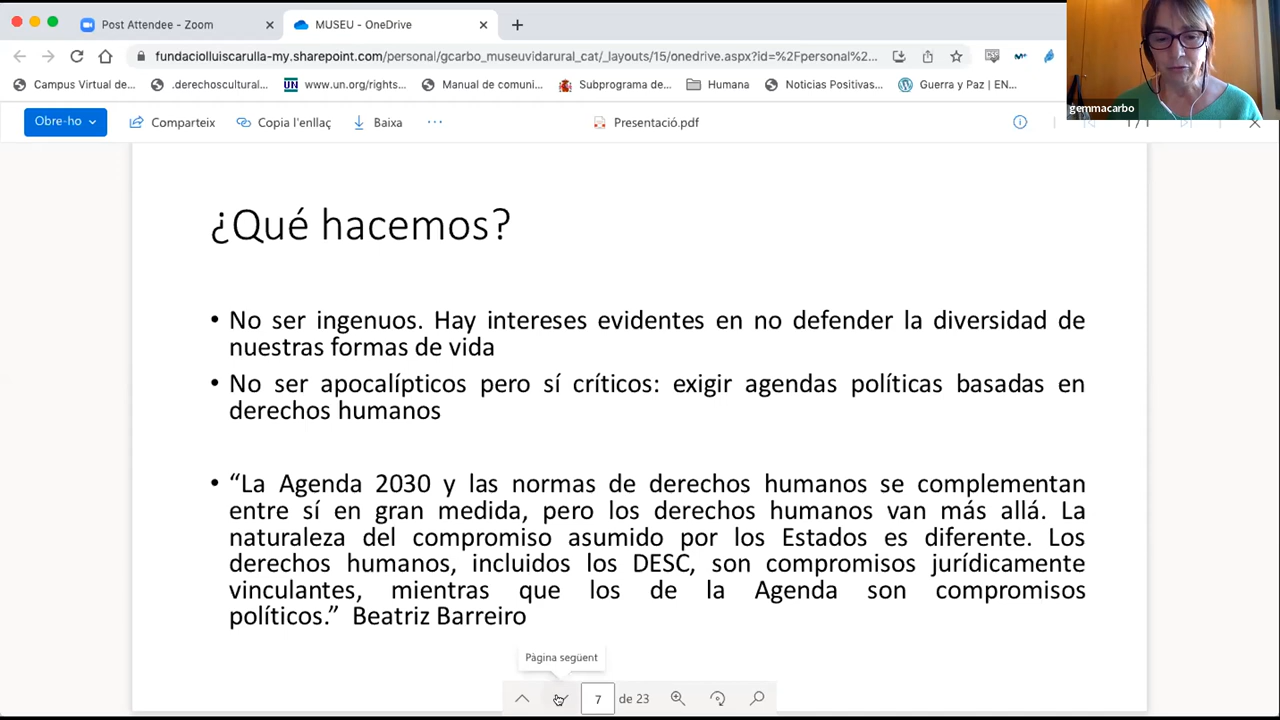 Post Attendee - Zoom
MUSEU - OneDrive
fundaciolluiscarulla-my.sharepoint.com/personal/gcarbo_museuvidarural_cat/_layouts/15/onedrive.aspx?id=%2Fpersonal%2...
Campus Virtual de...
.derechoscultural...
UN
www.un.org/rights...
Manual de comuni...
Subprograma de...
Humana
Noticias Positivas...
Guerra y Paz | EN...
gemmacarbo
Obre-ho
Comparteix
Copia l'enllaç
Baixa
...
Presentació.pdf
1 / 1
¿Qué hacemos?
• No ser ingenuos. Hay intereses evidentes en no defender la diversidad de
nuestras formas de vida
• No ser apocalípticos pero sí críticos: exigir agendas políticas basadas en
derechos humanos
• “La Agenda 2030 y las normas de derechos humanos se complementan
entre sí en gran medida, pero los derechos humanos van más allá. La
naturaleza del compromiso asumido por los Estados es diferente. Los
derechos humanos, incluidos los DESC, son compromisos jurídicamente
vinculantes, mientras que los de la Agenda son compromisos
políticos.” Beatriz Barreiro
Pàgina següent
7 de 23